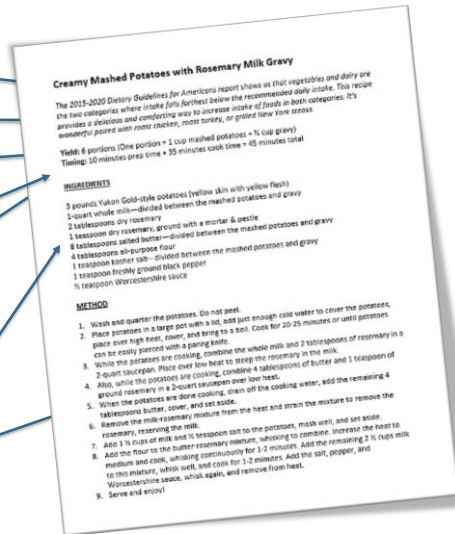 Creamy Mashed Potatoes with Rosemary Milk Gravy
The 2015-2020 Dietary Guidelines for Americans report shows us that vegetables and dairy are
the two categories where intake falls farthest below the recommended daily intake. This recipe
provides a delicious and comforting way to increase intake of foods in both categories. It's
wonderful paired with roast chicken, roast turkey, or grilled New York steaks.
Yield: 6 portions (One portion = 1 cup mashed potatoes + ½ cup gravy)
Timing: 10 minutes prep time + 35 minutes cook time = 45 minutes total
INGREDIENTS
3 pounds Yukon Gold-style potatoes (yellow skin with yellow flesh)
1-quart whole milk—divided between the mashed potatoes and gravy
2 tablespoons dry rosemary
1 teaspoon dry rosemary, ground with a mortar & pestle
8 tablespoons salted butter—divided between the mashed potatoes and gravy
4 tablespoons all-purpose flour
1 teaspoon kosher salt—divided between the mashed potatoes and gravy
1 teaspoon freshly ground black pepper
½ teaspoon Worcestershire sauce
METHOD
1. Wash and quarter the potatoes. Do not peel.
2. Place potatoes in a large pot with a lid, add just enough cold water to cover the potatoes,
place over high heat, cover, and bring to a boil. Cook for 20-25 minutes or until potatoes
can be easily pierced with a paring knife.
3. While the potatoes are cooking, combine the whole milk and 2 tablespoons of rosemary in a
2-quart saucepan. Place over low heat to steep the rosemary in the milk.
4. Also, while the potatoes are cooking, combine 4 tablespoons of butter and 1 teaspoon of
ground rosemary in a 2-quart saucepan over low heat.
5. When the potatoes are done cooking, drain off the cooking water, add the remaining 4
tablespoons butter, cover, and set aside.
6. Remove the milk-rosemary mixture from the heat and strain the mixture to remove the
rosemary, reserving the milk.
7. Add 1 ½ cups of milk and ½ teaspoon salt to the potatoes, mash well, and set aside.
8. Add the flour to the butter-rosemary mixture, whisking to combine. Increase the heat to
medium and cook, whisking continuously for 1-2 minutes. Add the remaining 2 ½ cups milk
to this mixture, whisk well, and cook for 1-2 minutes. Add the salt, pepper, and
Worcestershire sauce, whisk again, and remove from heat.
9. Serve and enjoy!